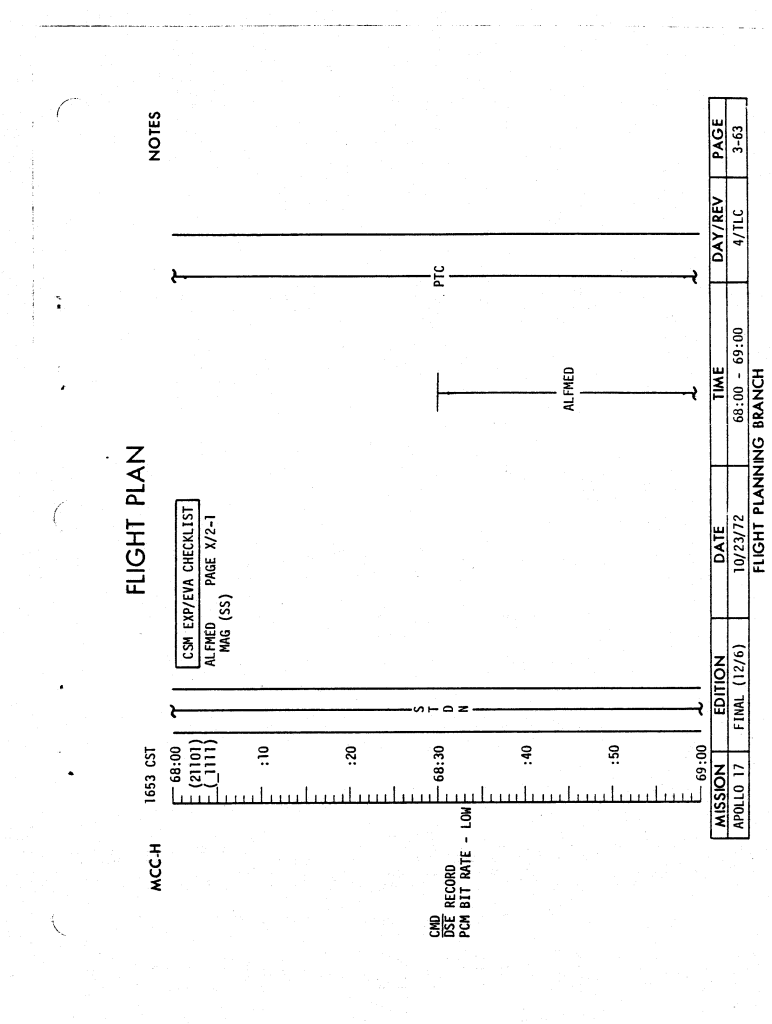 FLIGHT PLAN
MCC-H
1653 CST
NOTES
68:00
(21101)
(_1111)
:10
:20
68:30
:40
:50
69:00
CMD
DSE RECORD
PCM BIT RATE - LOW
STDN
CSM EXP/EVA CHECKLIST
ALFMED PAGE X/2-1
MAG (SS)
ALFMED
PTC
MISSION EDITION DATE TIME DAY/REV PAGE
APOLLO 17 FINAL (12/6) 10/23/72 68:00 - 69:00 4/TLC 3-63
FLIGHT PLANNING BRANCH